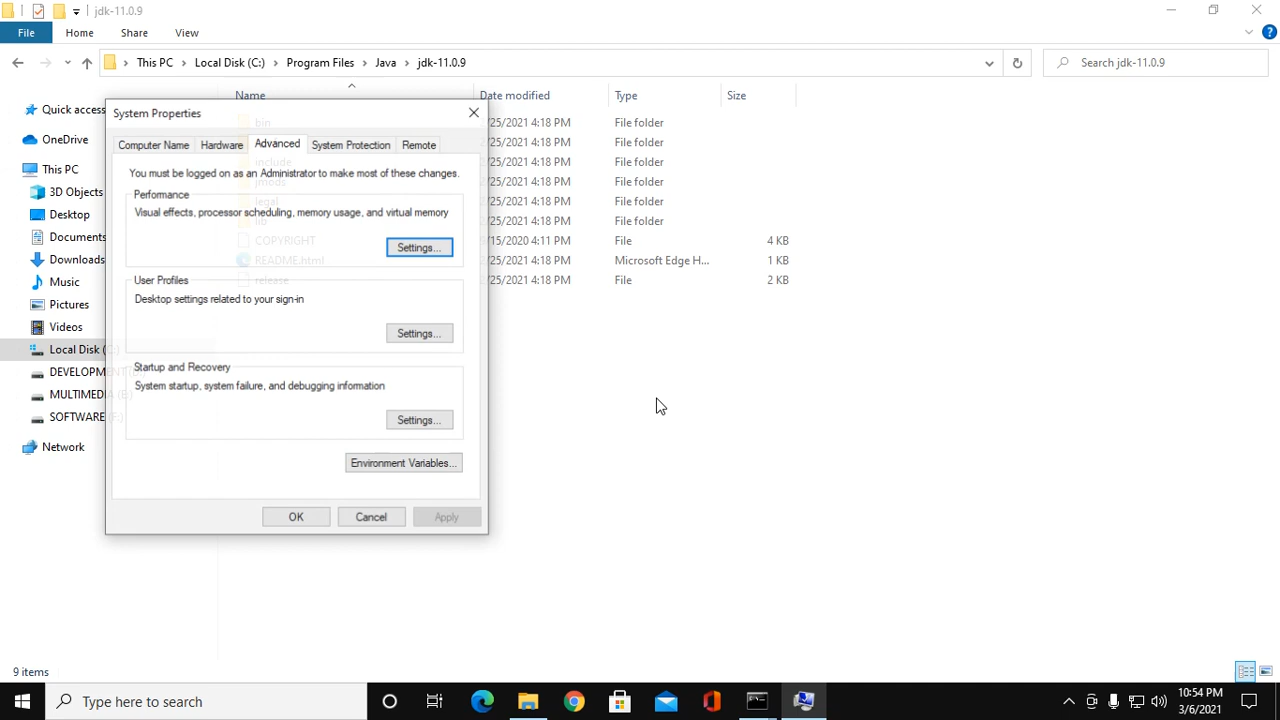 jdk-11.0.9
File Home Share View
This PC Local Disk (C:) Program Files Java jdk-11.0.9
Search jdk-11.0.9
Name Date modified Type Size
Quick access
OneDrive
This PC
3D Objects
Desktop
Documents
Downloads
Music
Pictures
Videos
Local Disk (C:)
DEVELOPMENT
MULTIMEDIA (E:)
SOFTWARE (F:)
Network
System Properties
Computer Name Hardware Advanced System Protection Remote
You must be logged on as an Administrator to make most of these changes.
Performance
Visual effects, processor scheduling, memory usage, and virtual memory
Settings...
User Profiles
Desktop settings related to your sign-in
Settings...
Startup and Recovery
System startup, system failure, and debugging information
Settings...
Environment Variables...
OK Cancel Apply
bin /25/2021 4:18 PM File folder
/25/2021 4:18 PM File folder
include /25/2021 4:18 PM File folder
jmods /25/2021 4:18 PM File folder
legal /25/2021 4:18 PM File folder
lib /25/2021 4:18 PM File folder
COPYRIGHT /15/2020 4:11 PM File 4 KB
README.html /25/2021 4:18 PM Microsoft Edge H... 1 KB
release /25/2021 4:18 PM File 2 KB
9 items
Type here to search
10:54 PM
3/6/2021